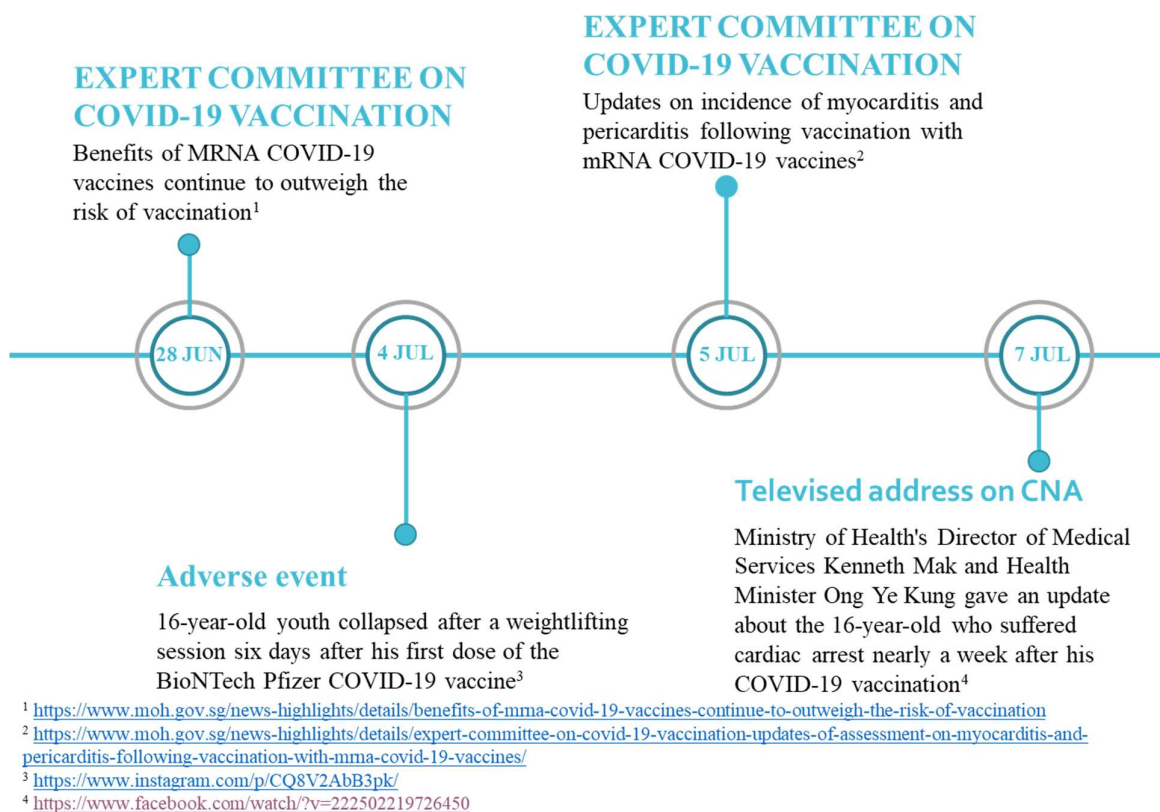 EXPERT COMMITTEE ON
COVID-19 VACCINATION
Benefits of MRNA COVID-19
vaccines continue to outweigh the
risk of vaccination¹
EXPERT COMMITTEE ON
COVID-19 VACCINATION
Updates on incidence of myocarditis and
pericarditis following vaccination with
mRNA COVID-19 vaccines²
28 JUN
4 JUL
5 JUL
7 JUL
Adverse event
16-year-old youth collapsed after a weightlifting
session six days after his first dose of the
BioNTech Pfizer COVID-19 vaccine³
Televised address on CNA
Ministry of Health's Director of Medical
Services Kenneth Mak and Health
Minister Ong Ye Kung gave an update
about the 16-year-old who suffered
cardiac arrest nearly a week after his
COVID-19 vaccination⁴
¹ https://www.moh.gov.sg/news-highlights/details/benefits-of-mrna-covid-19-vaccines-continue-to-outweigh-the-risk-of-vaccination
² https://www.moh.gov.sg/news-highlights/details/expert-committee-on-covid-19-vaccination-updates-of-assessment-on-myocarditis-and-
pericarditis-following-vaccination-with-mrna-covid-19-vaccines/
³ https://www.instagram.com/p/CQ8V2AbB3pk/
⁴ https://www.facebook.com/watch/?v=222502219726450